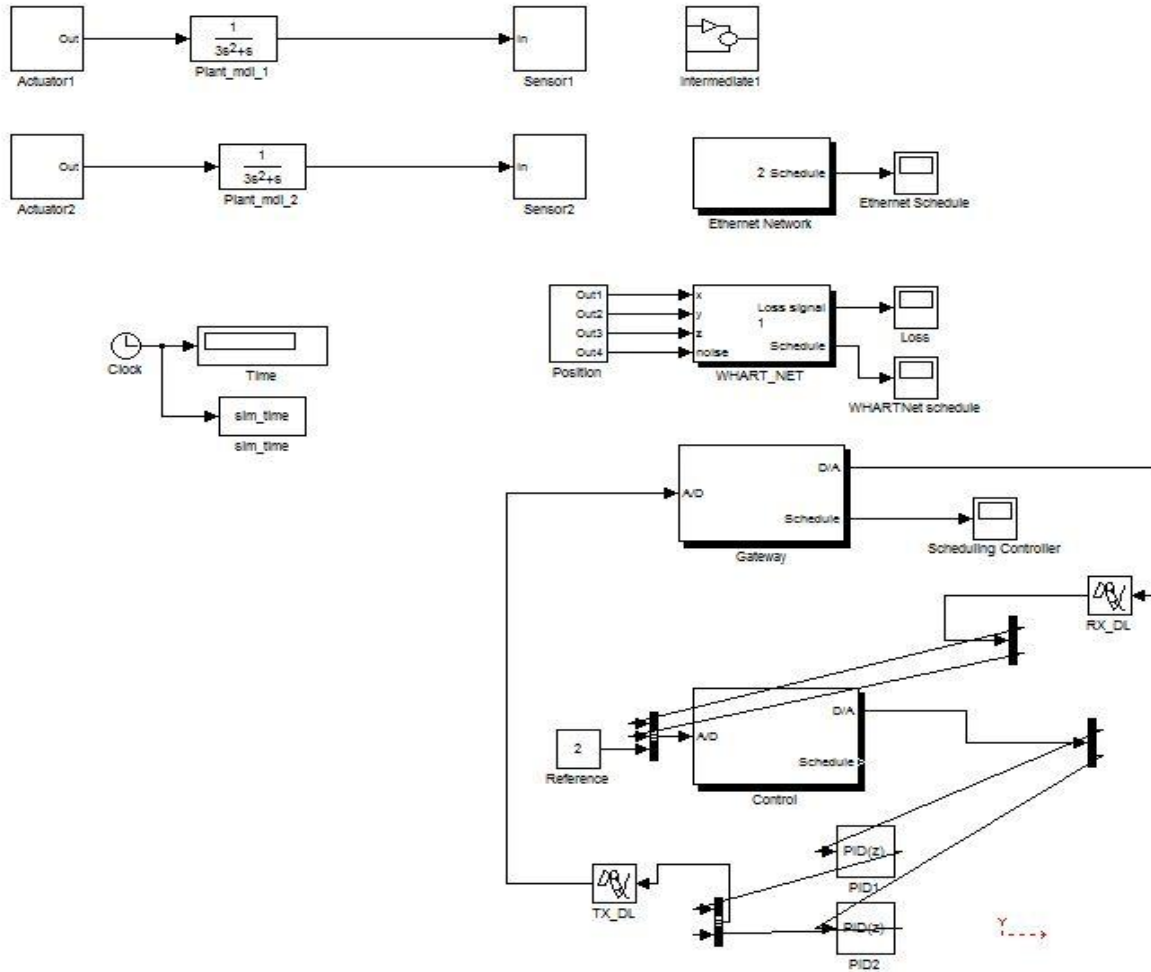 Out
1
3s²+s
In
Actuator1
Plant_mdl_1
Sensor1
Intermediate1
Out
1
3s²+s
In
2 Schedule
Actuator2
Plant_mdl_2
Sensor2
Ethernet Network
Ethernet Schedule
Out1
Out2
Out3
Out4
Position
x
y
z
noise
Loss signal
1
Schedule
WHART_NET
Loss
WHARTNet schedule
Clock
Time
sim_time
sim_time
A/D
D/A
Schedule
Gateway
Scheduling Controller
RX_DL
2
Reference
A/D
D/A
Schedule
Control
PID(z)
PID1
TX_DL
PID(z)
PID2
Y